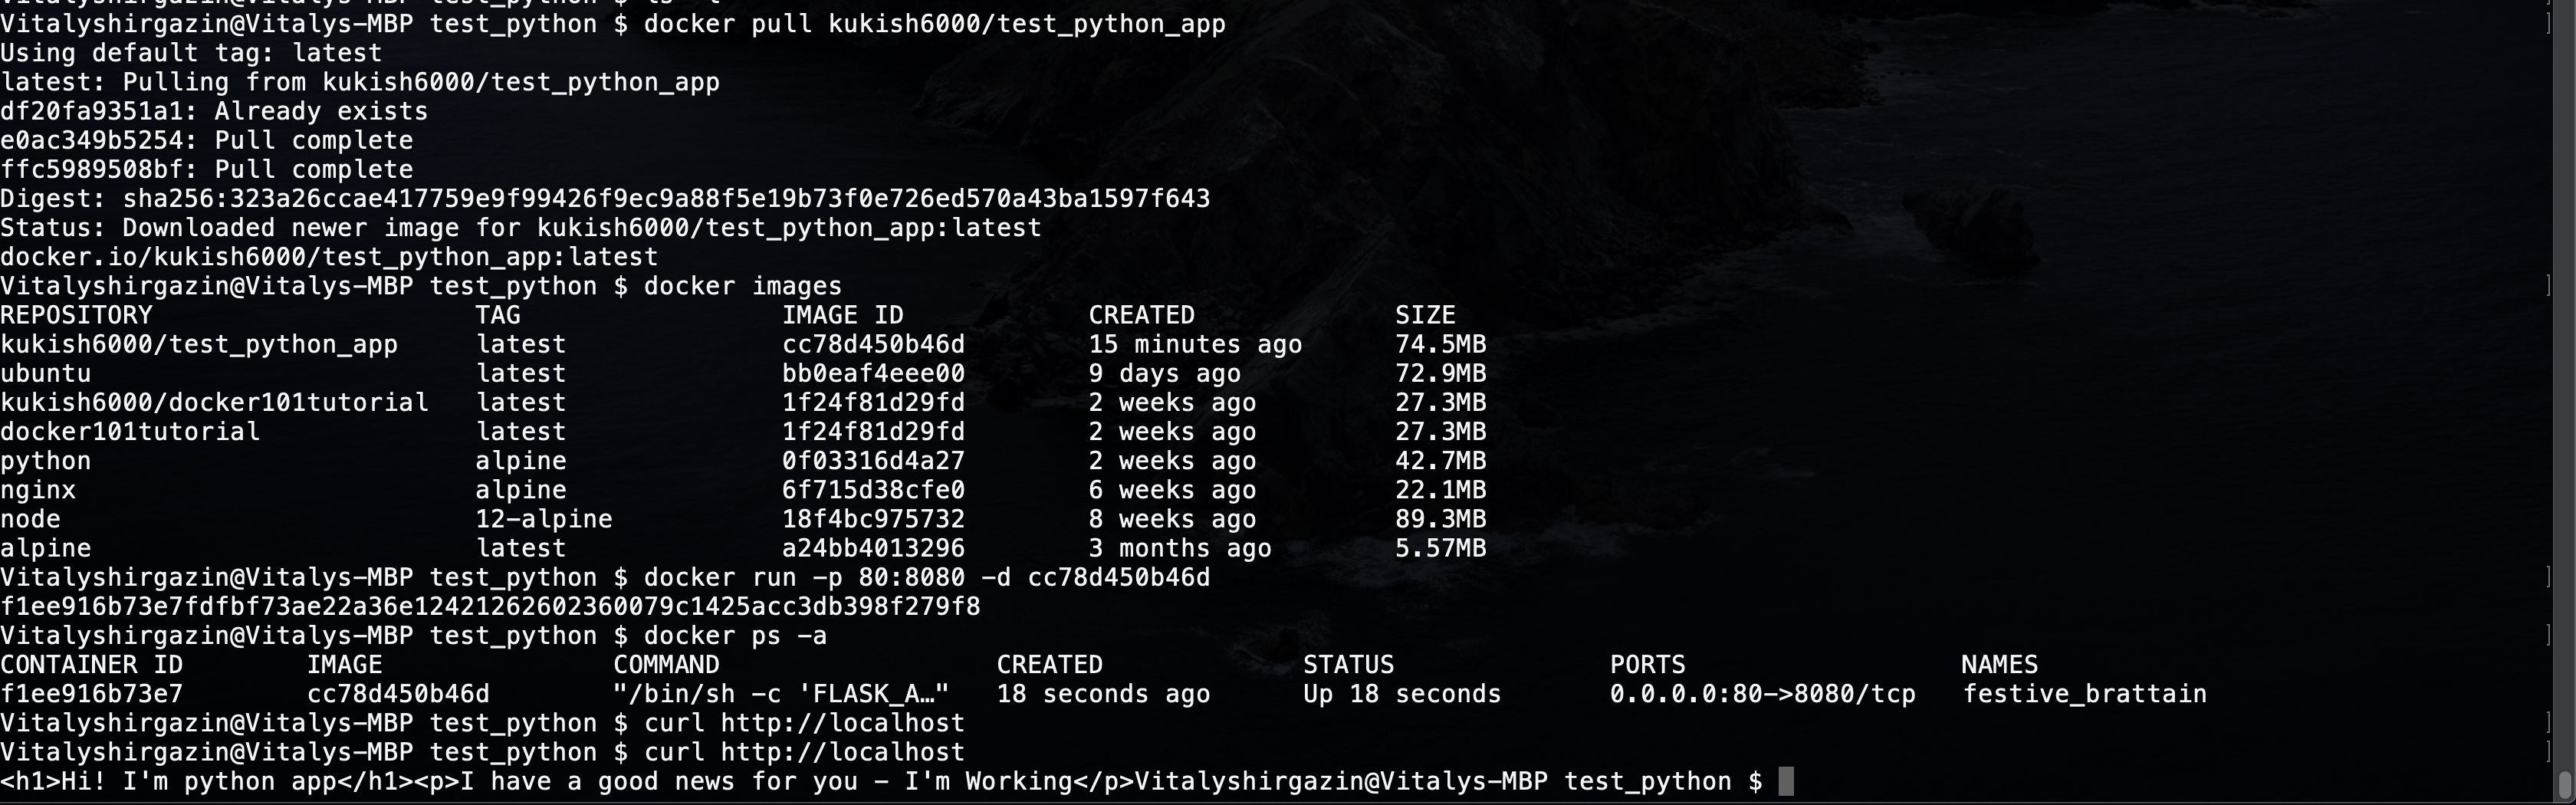 Vitalyshirgazin@Vitalys-MBP test_python $ docker pull kukish6000/test_python_app
Using default tag: latest
latest: Pulling from kukish6000/test_python_app
df20fa9351a1: Already exists
e0ac349b5254: Pull complete
ffc5989508bf: Pull complete
Digest: sha256:323a26ccae417759e9f99426f9ec9a88f5e19b73f0e726ed570a43ba1597f643
Status: Downloaded newer image for kukish6000/test_python_app:latest
docker.io/kukish6000/test_python_app:latest
Vitalyshirgazin@Vitalys-MBP test_python $ docker images
REPOSITORY TAG IMAGE ID CREATED SIZE
kukish6000/test_python_app latest cc78d450b46d 15 minutes ago 74.5MB
ubuntu latest bb0eaf4eee00 9 days ago 72.9MB
kukish6000/docker101tutorial latest 1f24f81d29fd 2 weeks ago 27.3MB
docker101tutorial latest 1f24f81d29fd 2 weeks ago 27.3MB
python alpine 0f03316d4a27 2 weeks ago 42.7MB
nginx alpine 6f715d38cfe0 6 weeks ago 22.1MB
node 12-alpine 18f4bc975732 8 weeks ago 89.3MB
alpine latest a24bb4013296 3 months ago 5.57MB
Vitalyshirgazin@Vitalys-MBP test_python $ docker run -p 80:8080 -d cc78d450b46d
f1ee916b73e7fdfbf73ae22a36e12421262602360079c1425acc3db398f279f8
Vitalyshirgazin@Vitalys-MBP test_python $ docker ps -a
CONTAINER ID IMAGE COMMAND CREATED STATUS PORTS NAMES
f1ee916b73e7 cc78d450b46d "/bin/sh -c 'FLASK_A…" 18 seconds ago Up 18 seconds 0.0.0.0:80->8080/tcp festive_brattain
Vitalyshirgazin@Vitalys-MBP test_python $ curl http://localhost
Vitalyshirgazin@Vitalys-MBP test_python $ curl http://localhost
<h1>Hi! I'm python app</h1><p>I have a good news for you - I'm Working</p>Vitalyshirgazin@Vitalys-MBP test_python $